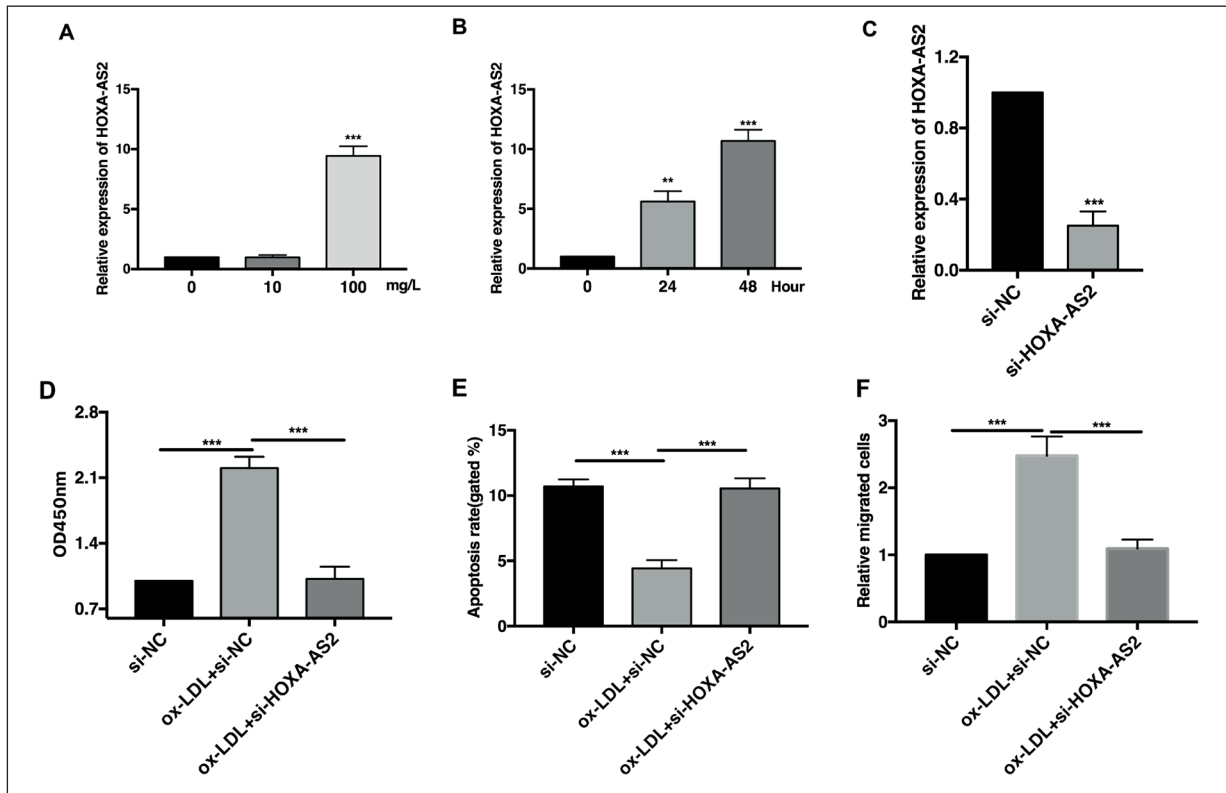 A
Relative expression of HOXA-AS2
15
10
5
0
***
0 10 100 mg/L
B
Relative expression of HOXA-AS2
15
10
5
0
**
***
0 24 48 Hour
C
Relative expression of HOXA-AS2
1.2
0.8
0.4
0.0
***
si-NC
si-HOXA-AS2
D
OD450nm
2.8
2.1
1.4
0.7
***
***
si-NC
ox-LDL+si-NC
ox-LDL+si-HOXA-AS2
E
Apoptosis rate(gated %)
15
10
5
0
***
***
si-NC
ox-LDL+si-NC
ox-LDL+si-HOXA-AS2
F
Relative migrated cells
3
2
1
0
***
***
si-NC
ox-LDL+si-NC
ox-LDL+si-HOXA-AS2